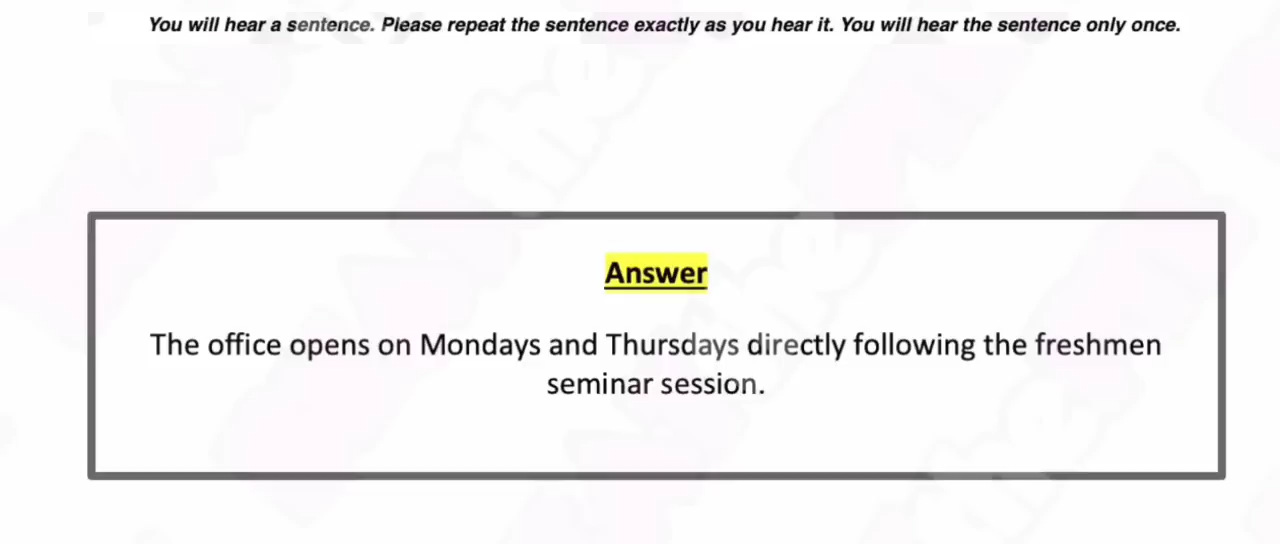 You will hear a sentence. Please repeat the sentence exactly as you hear it. You will hear the sentence only once.
Answer
The office opens on Mondays and Thursdays directly following the freshmen
seminar session.